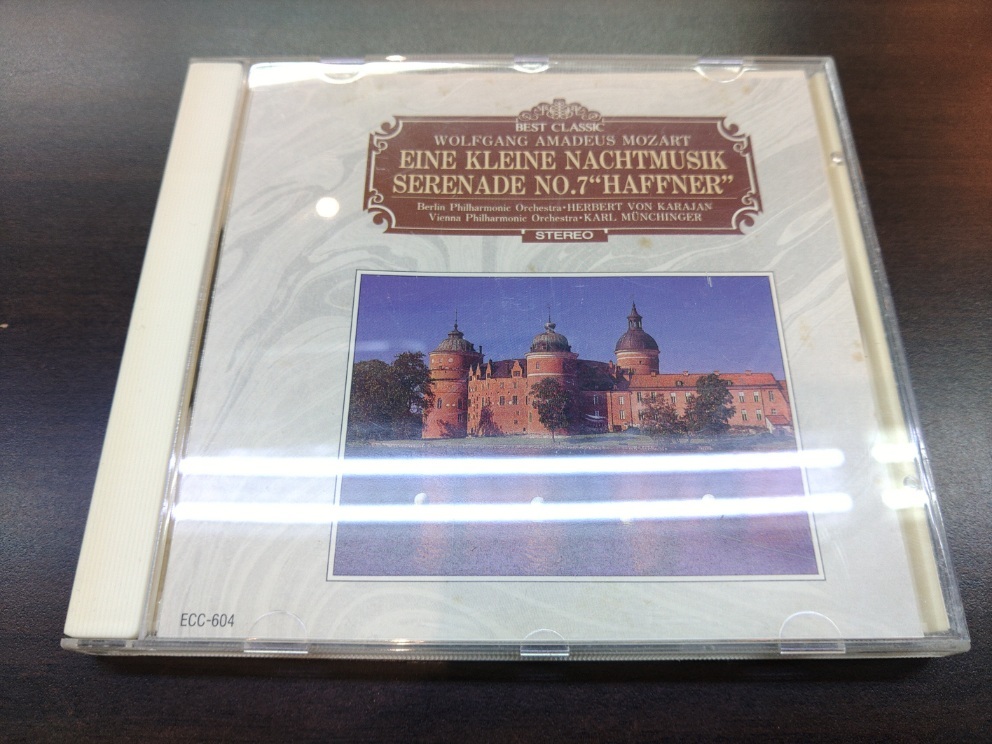 BEST CLASSIC
WOLFGANG AMADEUS MOZART
EINE KLEINE NACHTMUSIK
SERENADE NO.7“HAFFNER”
Berlin Philharmonic Orchestra・HERBERT VON KARAJAN
Vienna Philharmonic Orchestra・KARL MÜNCHINGER
STEREO
ECC-604